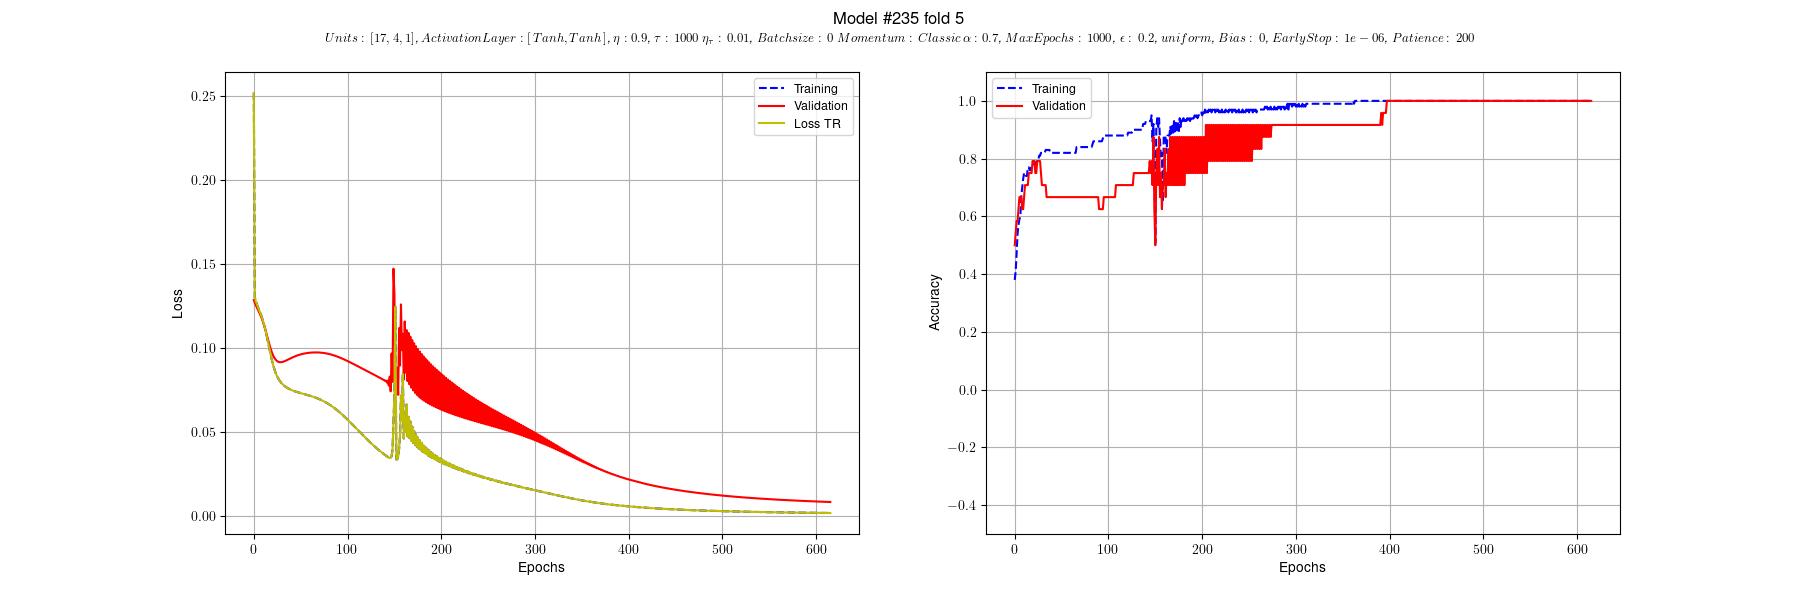 Model #235 fold 5
Units : [17, 4, 1], ActivationLayer : [Tanh, Tanh], η : 0.9, τ : 1000 ητ : 0.01, Batchsize : 0 Momentum : Classic α : 0.7, MaxEpochs : 1000, ϵ : 0.2, uniform, Bias : 0, EarlyStop : 1e − 06, Patience : 200
Loss
0.25
0.20
0.15
0.10
0.05
0.00
0 100 200 300 400 500 600
Epochs
Training
Validation
Loss TR
Accuracy
1.0
0.8
0.6
0.4
0.2
0.0
−0.2
−0.4
0 100 200 300 400 500 600
Epochs
Training
Validation